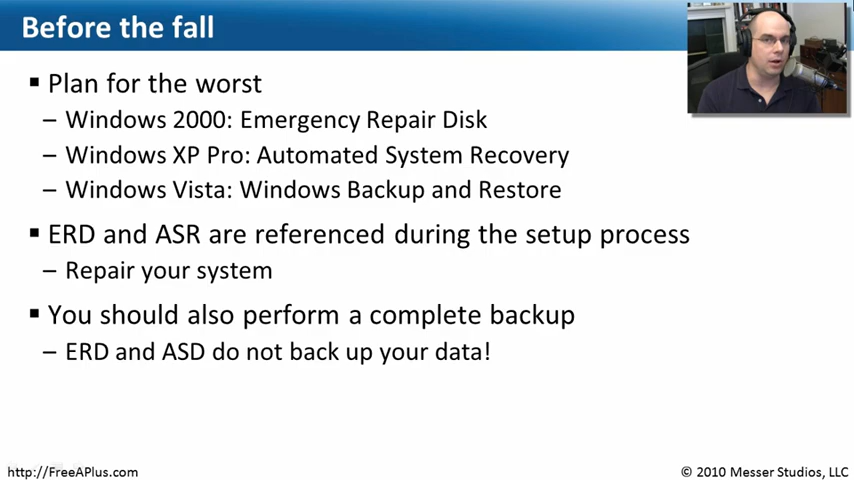 Before the fall
▪ Plan for the worst
– Windows 2000: Emergency Repair Disk
– Windows XP Pro: Automated System Recovery
– Windows Vista: Windows Backup and Restore
▪ ERD and ASR are referenced during the setup process
– Repair your system
▪ You should also perform a complete backup
– ERD and ASD do not back up your data!
http://FreeAPlus.com
© 2010 Messer Studios, LLC